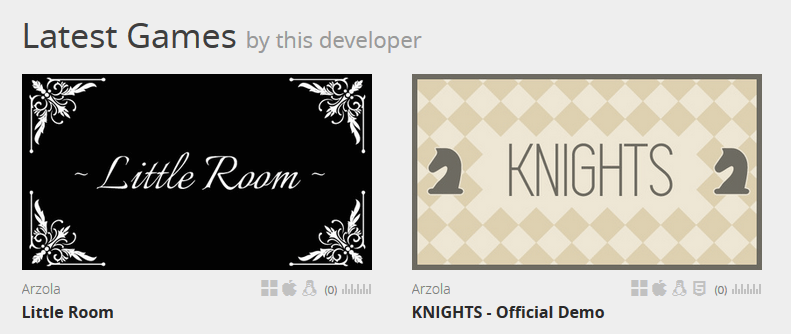 Latest Games by this developer
~ Little Room ~
KNIGHTS
Arzola (0)
Little Room
Arzola (0)
KNIGHTS - Official Demo